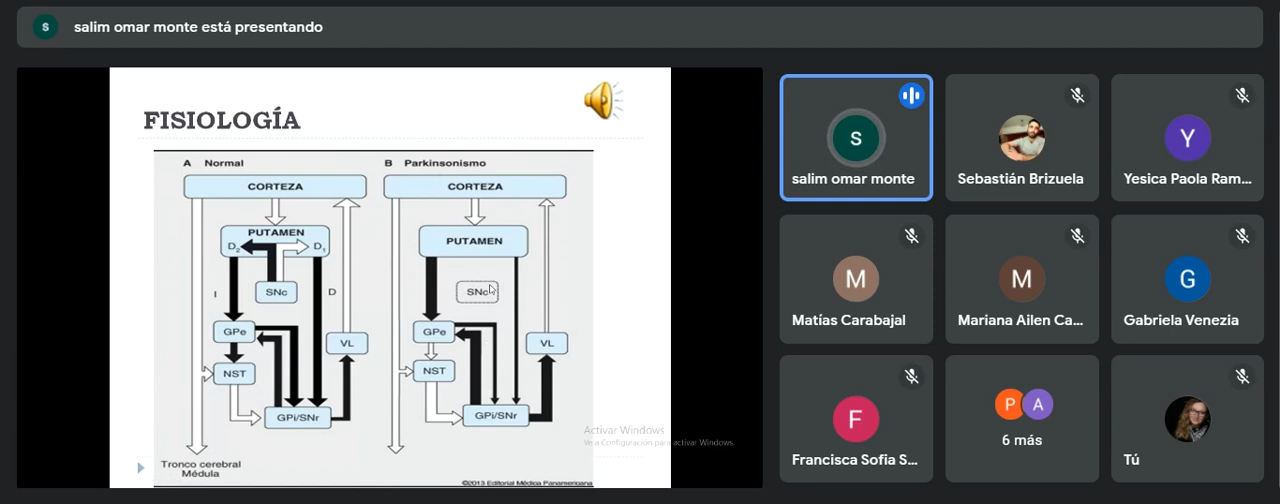 S
salim omar monte está presentando
FISIOLOGÍA
A Normal
B Parkinsonismo
CORTEZA
CORTEZA
PUTAMEN
D2
D1
PUTAMEN
I
SNc
D
SNc
GPe
VL
GPe
VL
NST
NST
GPi/SNr
GPi/SNr
Tronco cerebral
Médula
©2013 Editorial Médica Panamericana
Activar Windows
Ve a Configuración para activar Windows.
S
salim omar monte
Sebastián Brizuela
Y
Yesica Paola Ram...
M
Matías Carabajal
M
Mariana Ailen Ca...
G
Gabriela Venezia
F
Francisca Sofia S...
P A
6 más
Tú